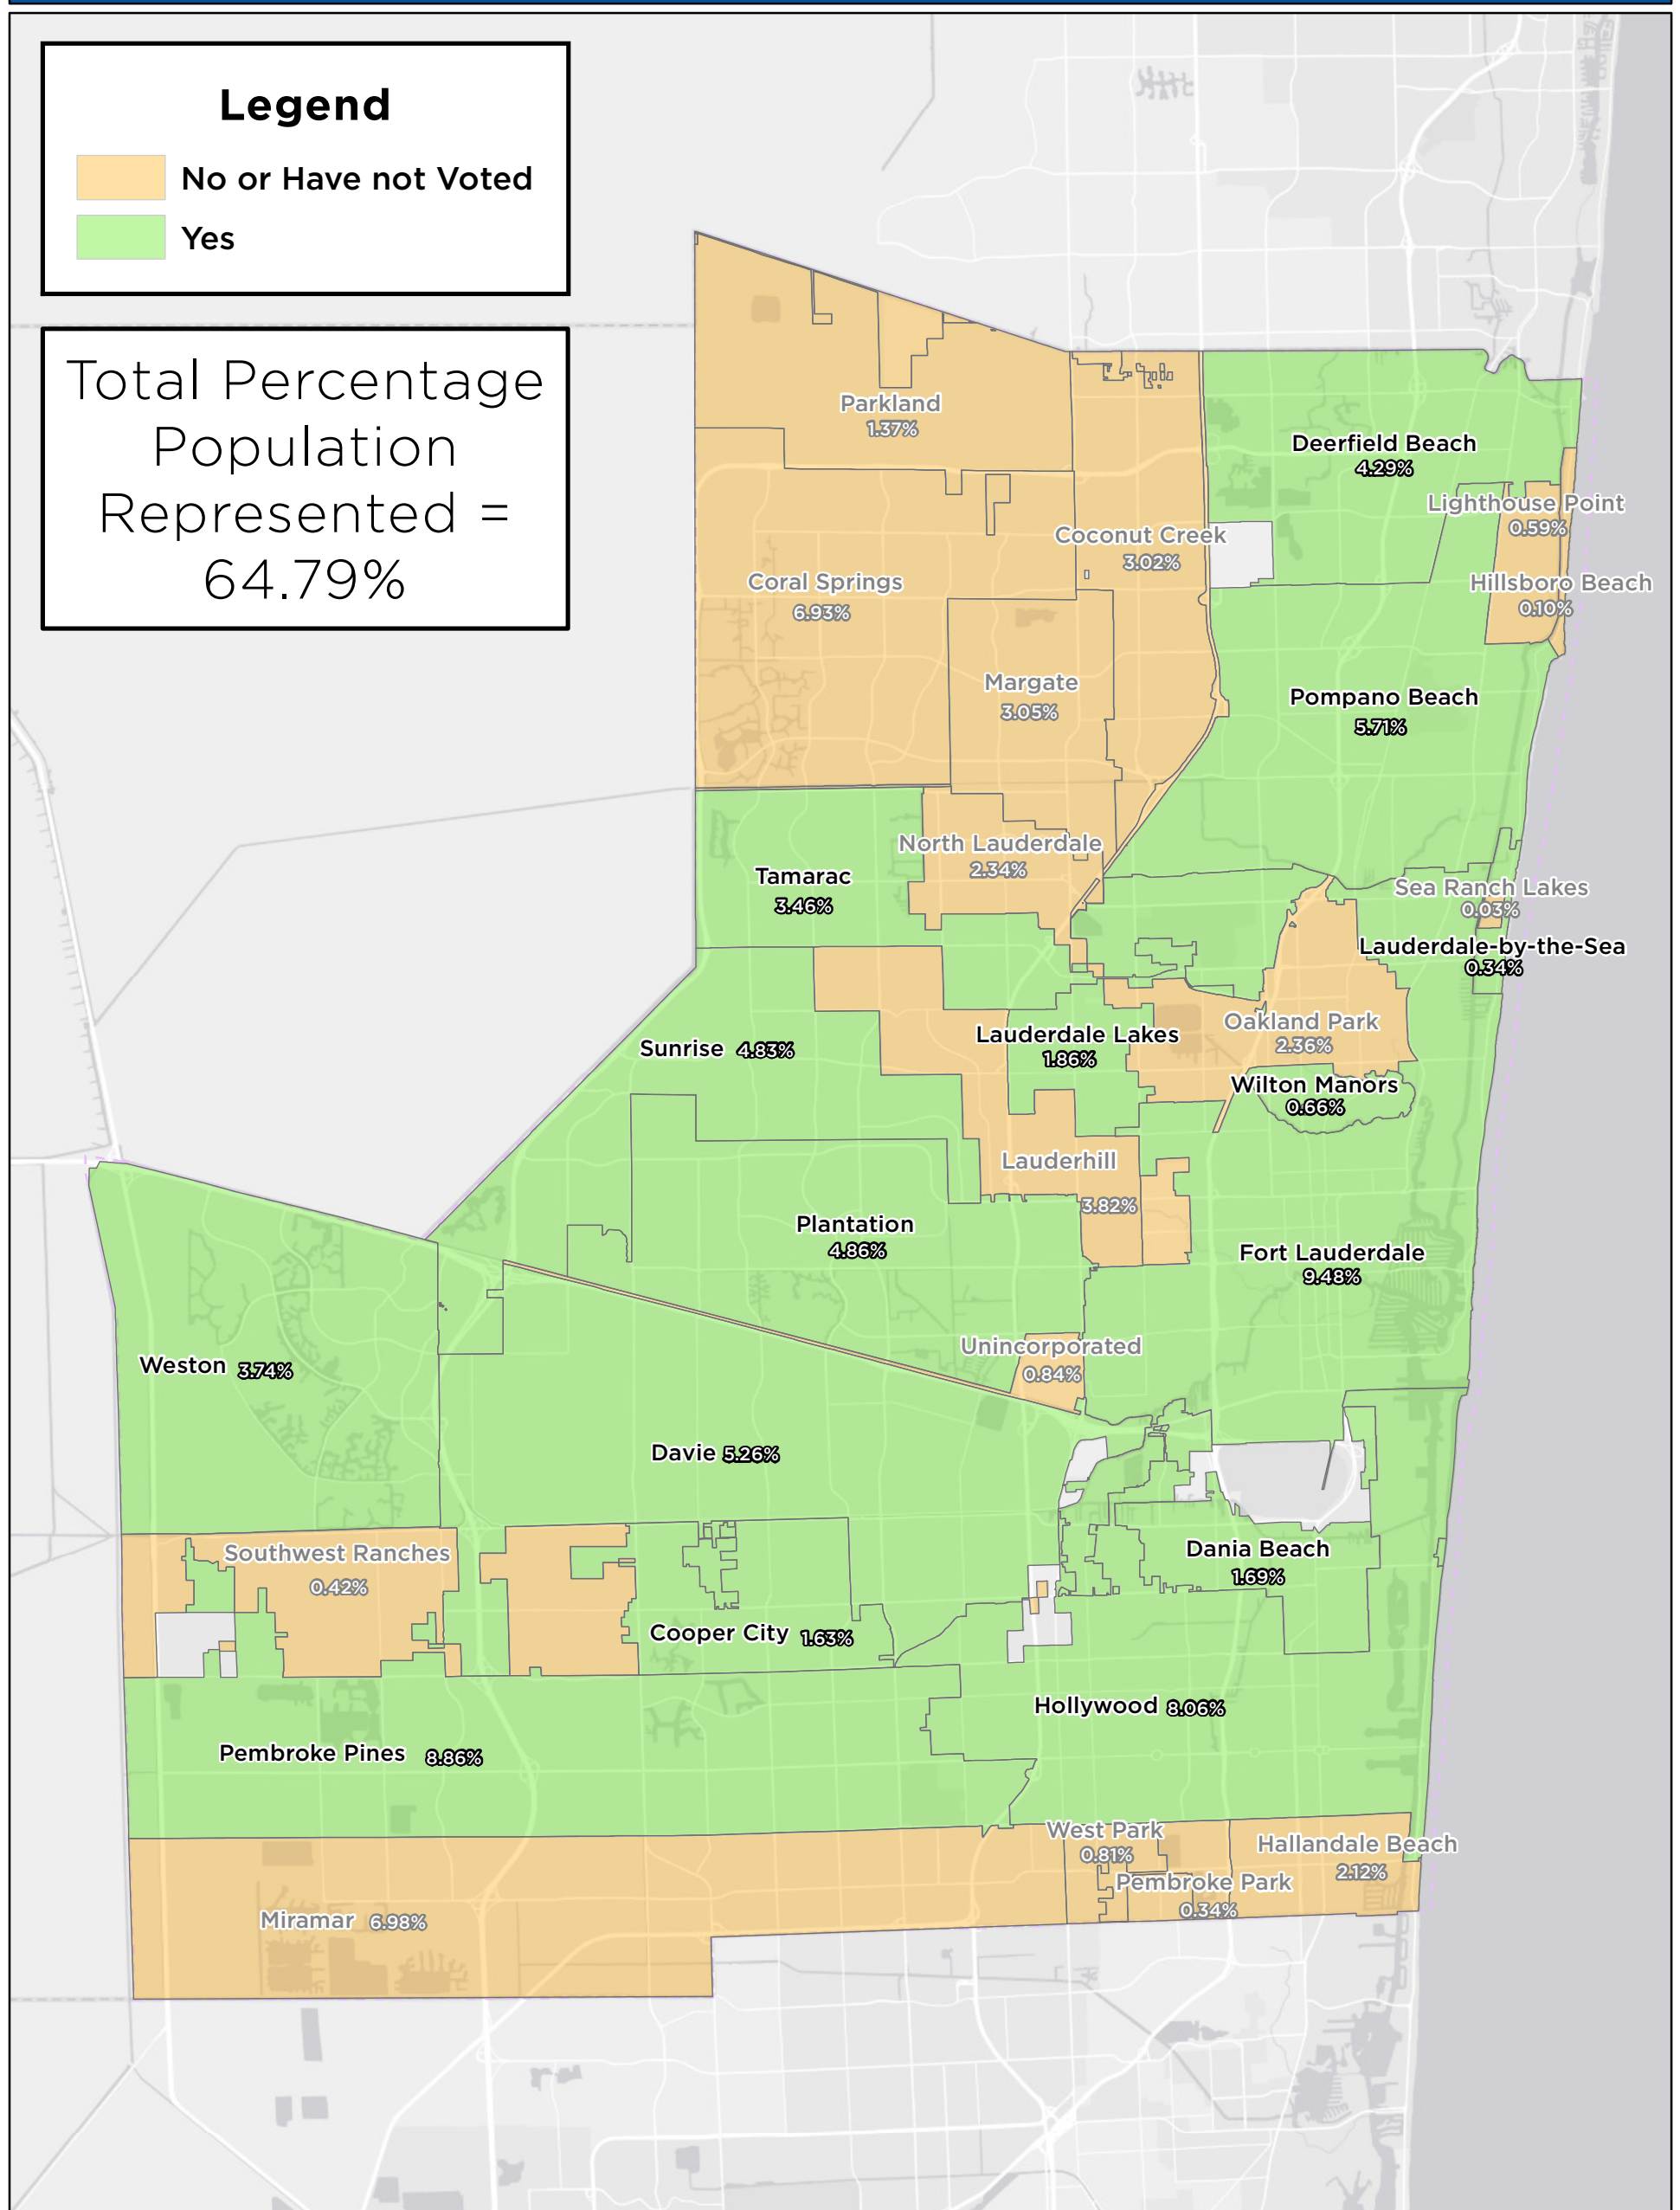 Legend
No or Have not Voted
Yes
Total Percentage
Population
Represented =
64.79%
Parkland
1.37%
Deerfield Beach
4.29%
Lighthouse Point
0.59%
Coconut Creek
3.02%
Coral Springs
6.93%
Hillsboro Beach
0.10%
Margate
3.05%
Pompano Beach
5.71%
North Lauderdale
2.34%
Tamarac
3.46%
Sea Ranch Lakes
0.03%
Lauderdale-by-the-Sea
0.34%
Oakland Park
2.36%
Lauderdale Lakes
1.86%
Sunrise 4.83%
Wilton Manors
0.66%
Lauderhill
3.82%
Plantation
4.86%
Fort Lauderdale
9.48%
Unincorporated
0.84%
Weston 3.74%
Davie 5.26%
Southwest Ranches
0.42%
Dania Beach
1.69%
Cooper City 1.63%
Hollywood 8.06%
Pembroke Pines 8.86%
West Park
0.81%
Hallandale Beach
2.12%
Pembroke Park
0.34%
Miramar 6.98%